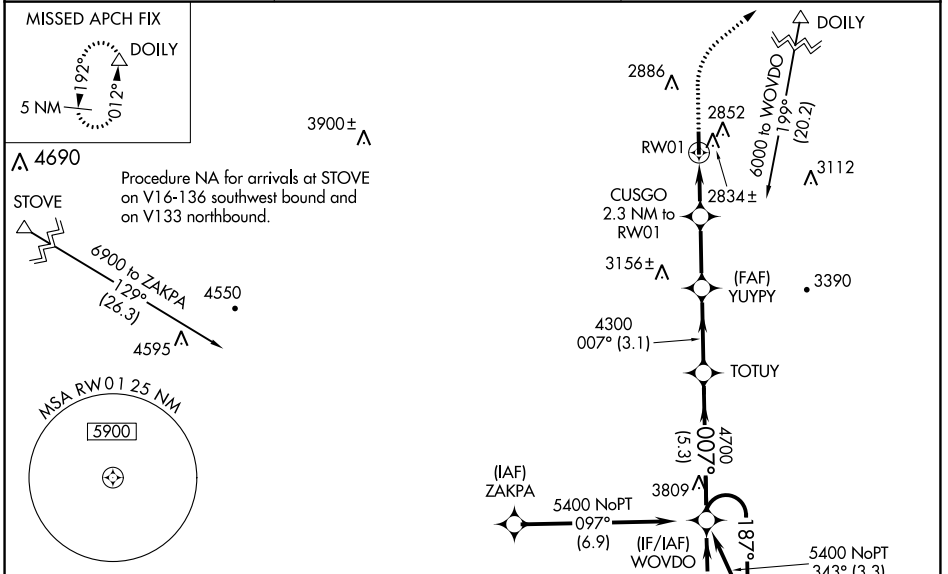 MISSED APCH FIX
DOILY
192°
012°
5 NM
4690
3900±
Procedure NA for arrivals at STOVE
on V16-136 southwest bound and
on V133 northbound.
STOVE
6900 to ZAKPA
129°
(26.3)
4550
4595
MSA RW01 25 NM
5900
DOILY
6000 to WOVDO
199°
(20.2)
2886
2852
RW01
2834±
3112
CUSGO
2.3 NM to
RW01
3156±
(FAF)
YUYPY
3390
4300
007° (3.1)
TOTUY
4700
007°
(5.3)
3809
(IAF)
ZAKPA
5400 NoPT
097°
(6.9)
(IF/IAF)
WOVDO
187°
5400 NoPT
343° (3.3)